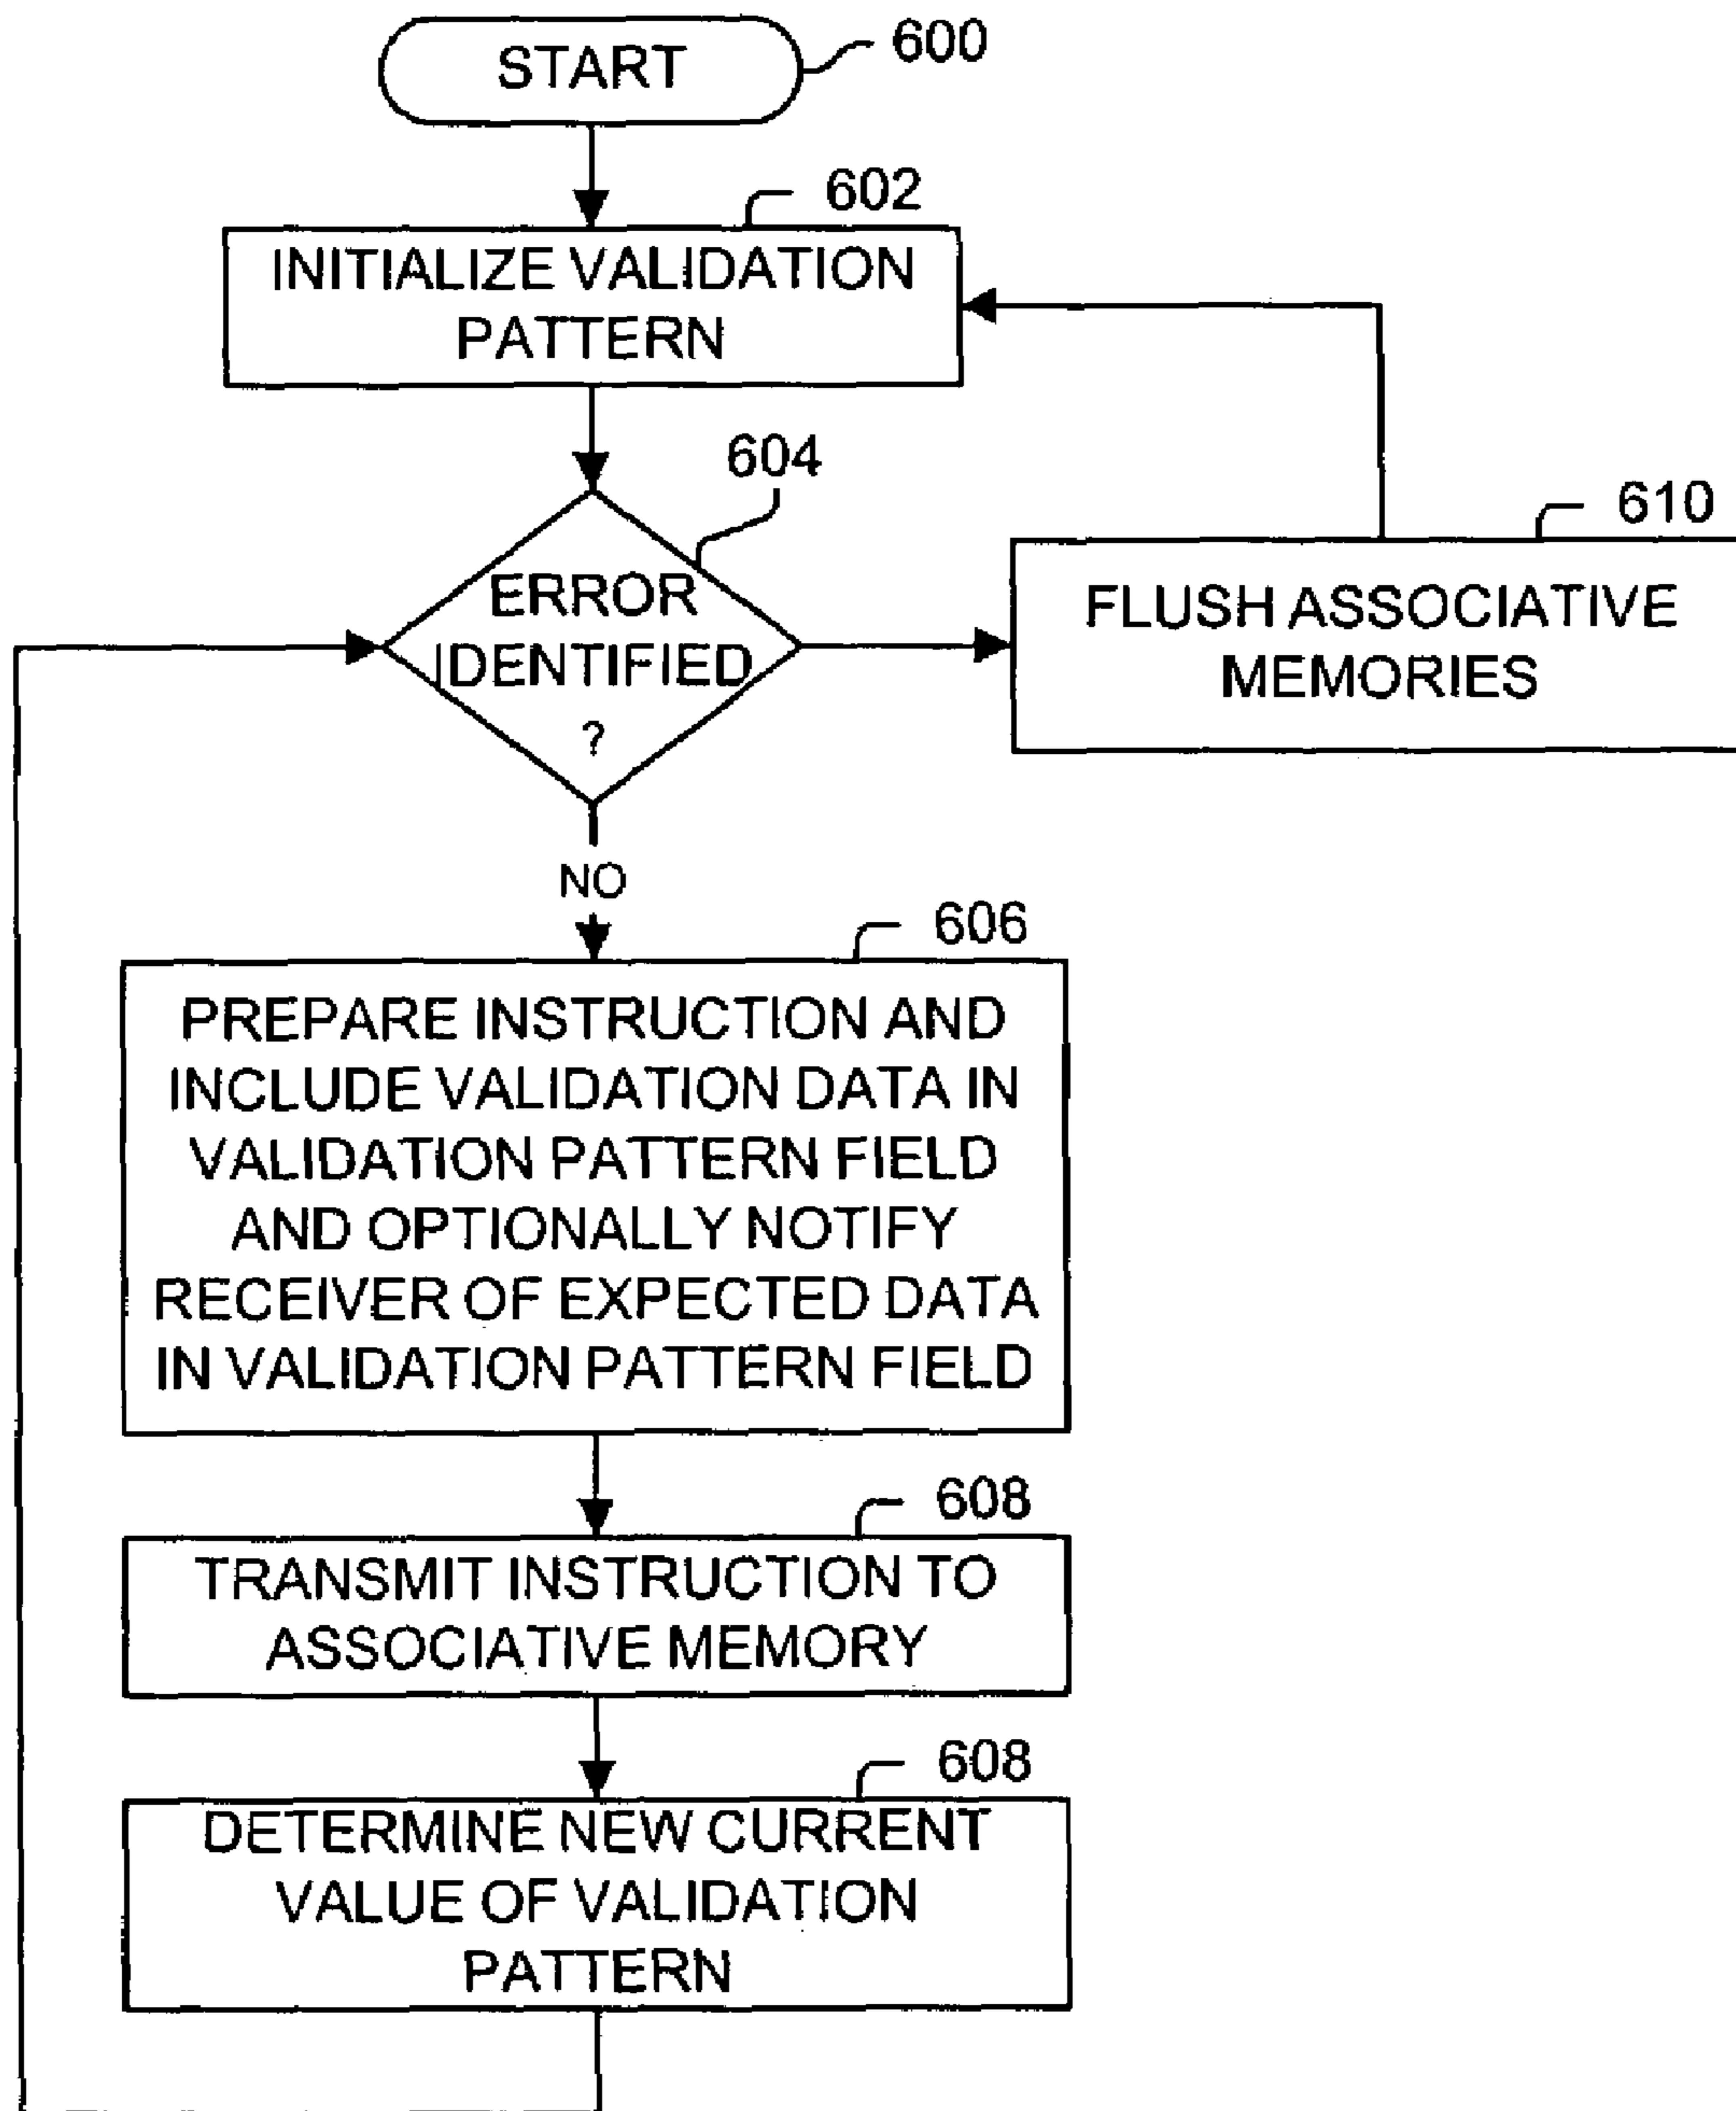 START
600
602
INITIALIZE VALIDATION
PATTERN
604
ERROR
IDENTIFIED
?
610
FLUSH ASSOCIATIVE
MEMORIES
NO
606
PREPARE INSTRUCTION AND
INCLUDE VALIDATION DATA IN
VALIDATION PATTERN FIELD
AND OPTIONALLY NOTIFY
RECEIVER OF EXPECTED DATA
IN VALIDATION PATTERN FIELD
608
TRANSMIT INSTRUCTION TO
ASSOCIATIVE MEMORY
608
DETERMINE NEW CURRENT
VALUE OF VALIDATION
PATTERN